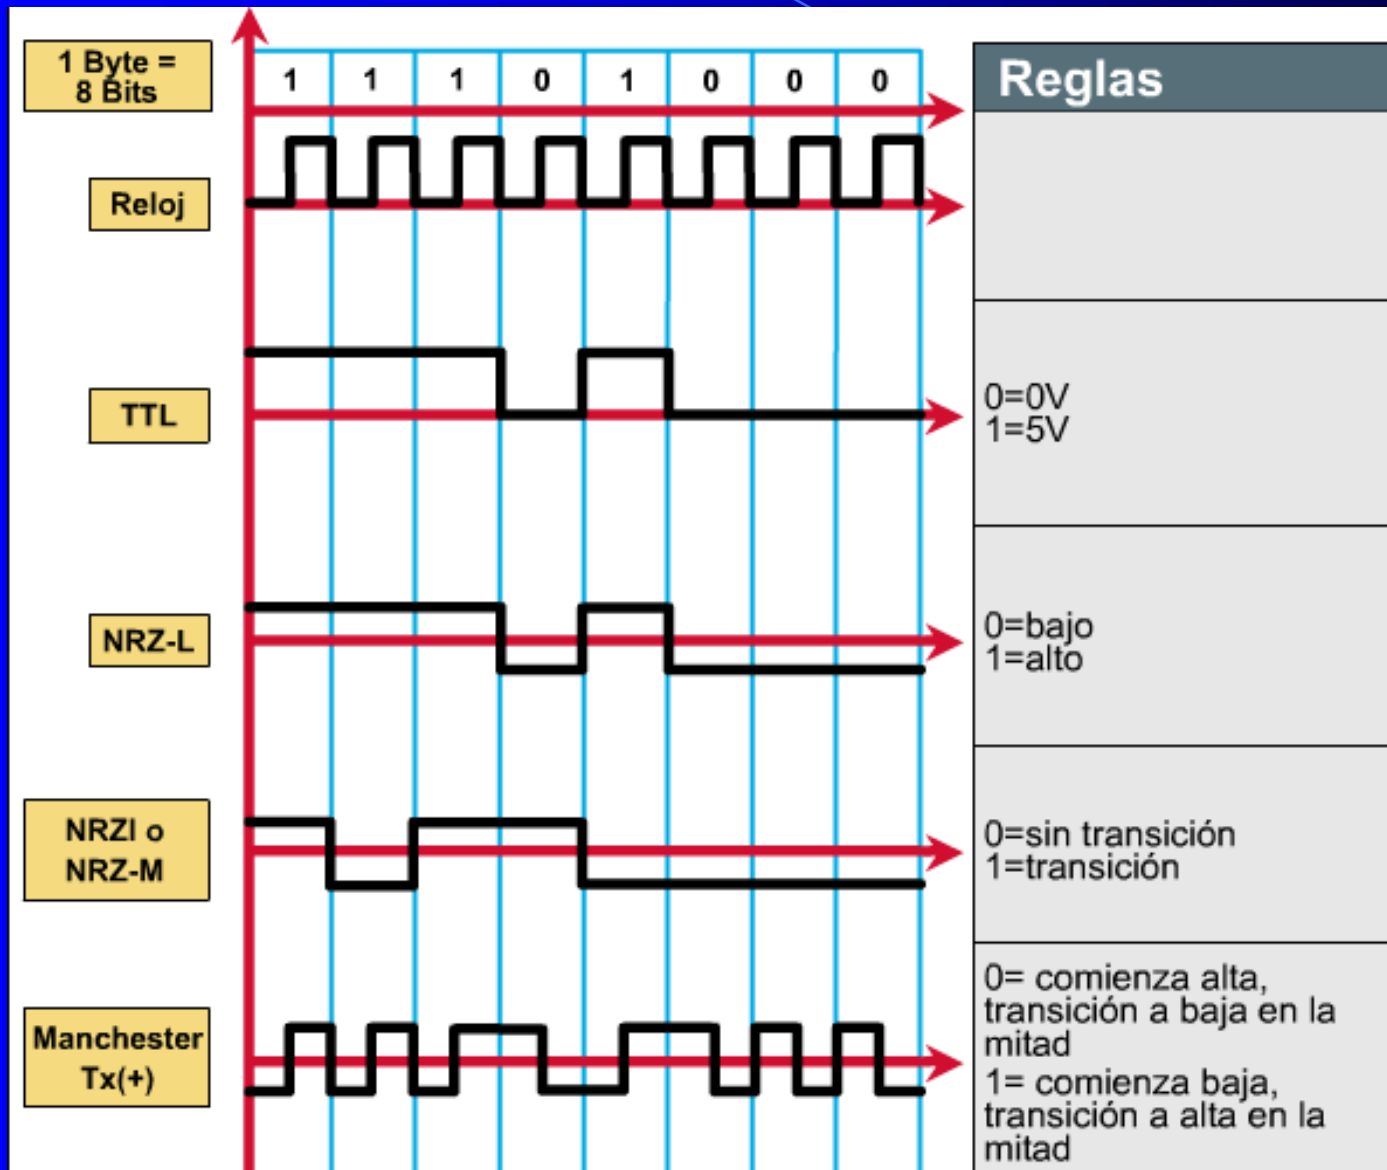 1 Byte =
8 Bits
1 1 1 0 1 0 0 0
Reglas
Reloj
TTL
0=0V
1=5V
NRZ-L
0=bajo
1=alto
NRZI o
NRZ-M
0=sin transición
1=transición
Manchester
Tx(+)
0= comienza alta,
transición a baja en la
mitad
1= comienza baja,
transición a alta en la
mitad